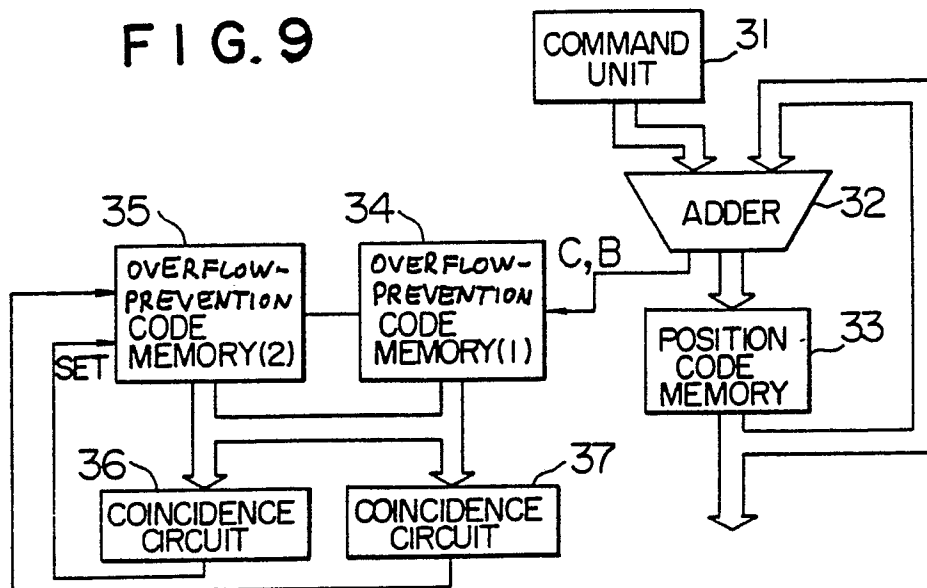 FIG. 9
COMMAND
UNIT
31
ADDER
32
C, B
POSITION
CODE
MEMORY
33
34
OVERFLOW-
PREVENTION
CODE
MEMORY(1)
35
OVERFLOW-
PREVENTION
CODE
MEMORY(2)
SET
36
COINCIDENCE
CIRCUIT
37
COINCIDENCE
CIRCUIT